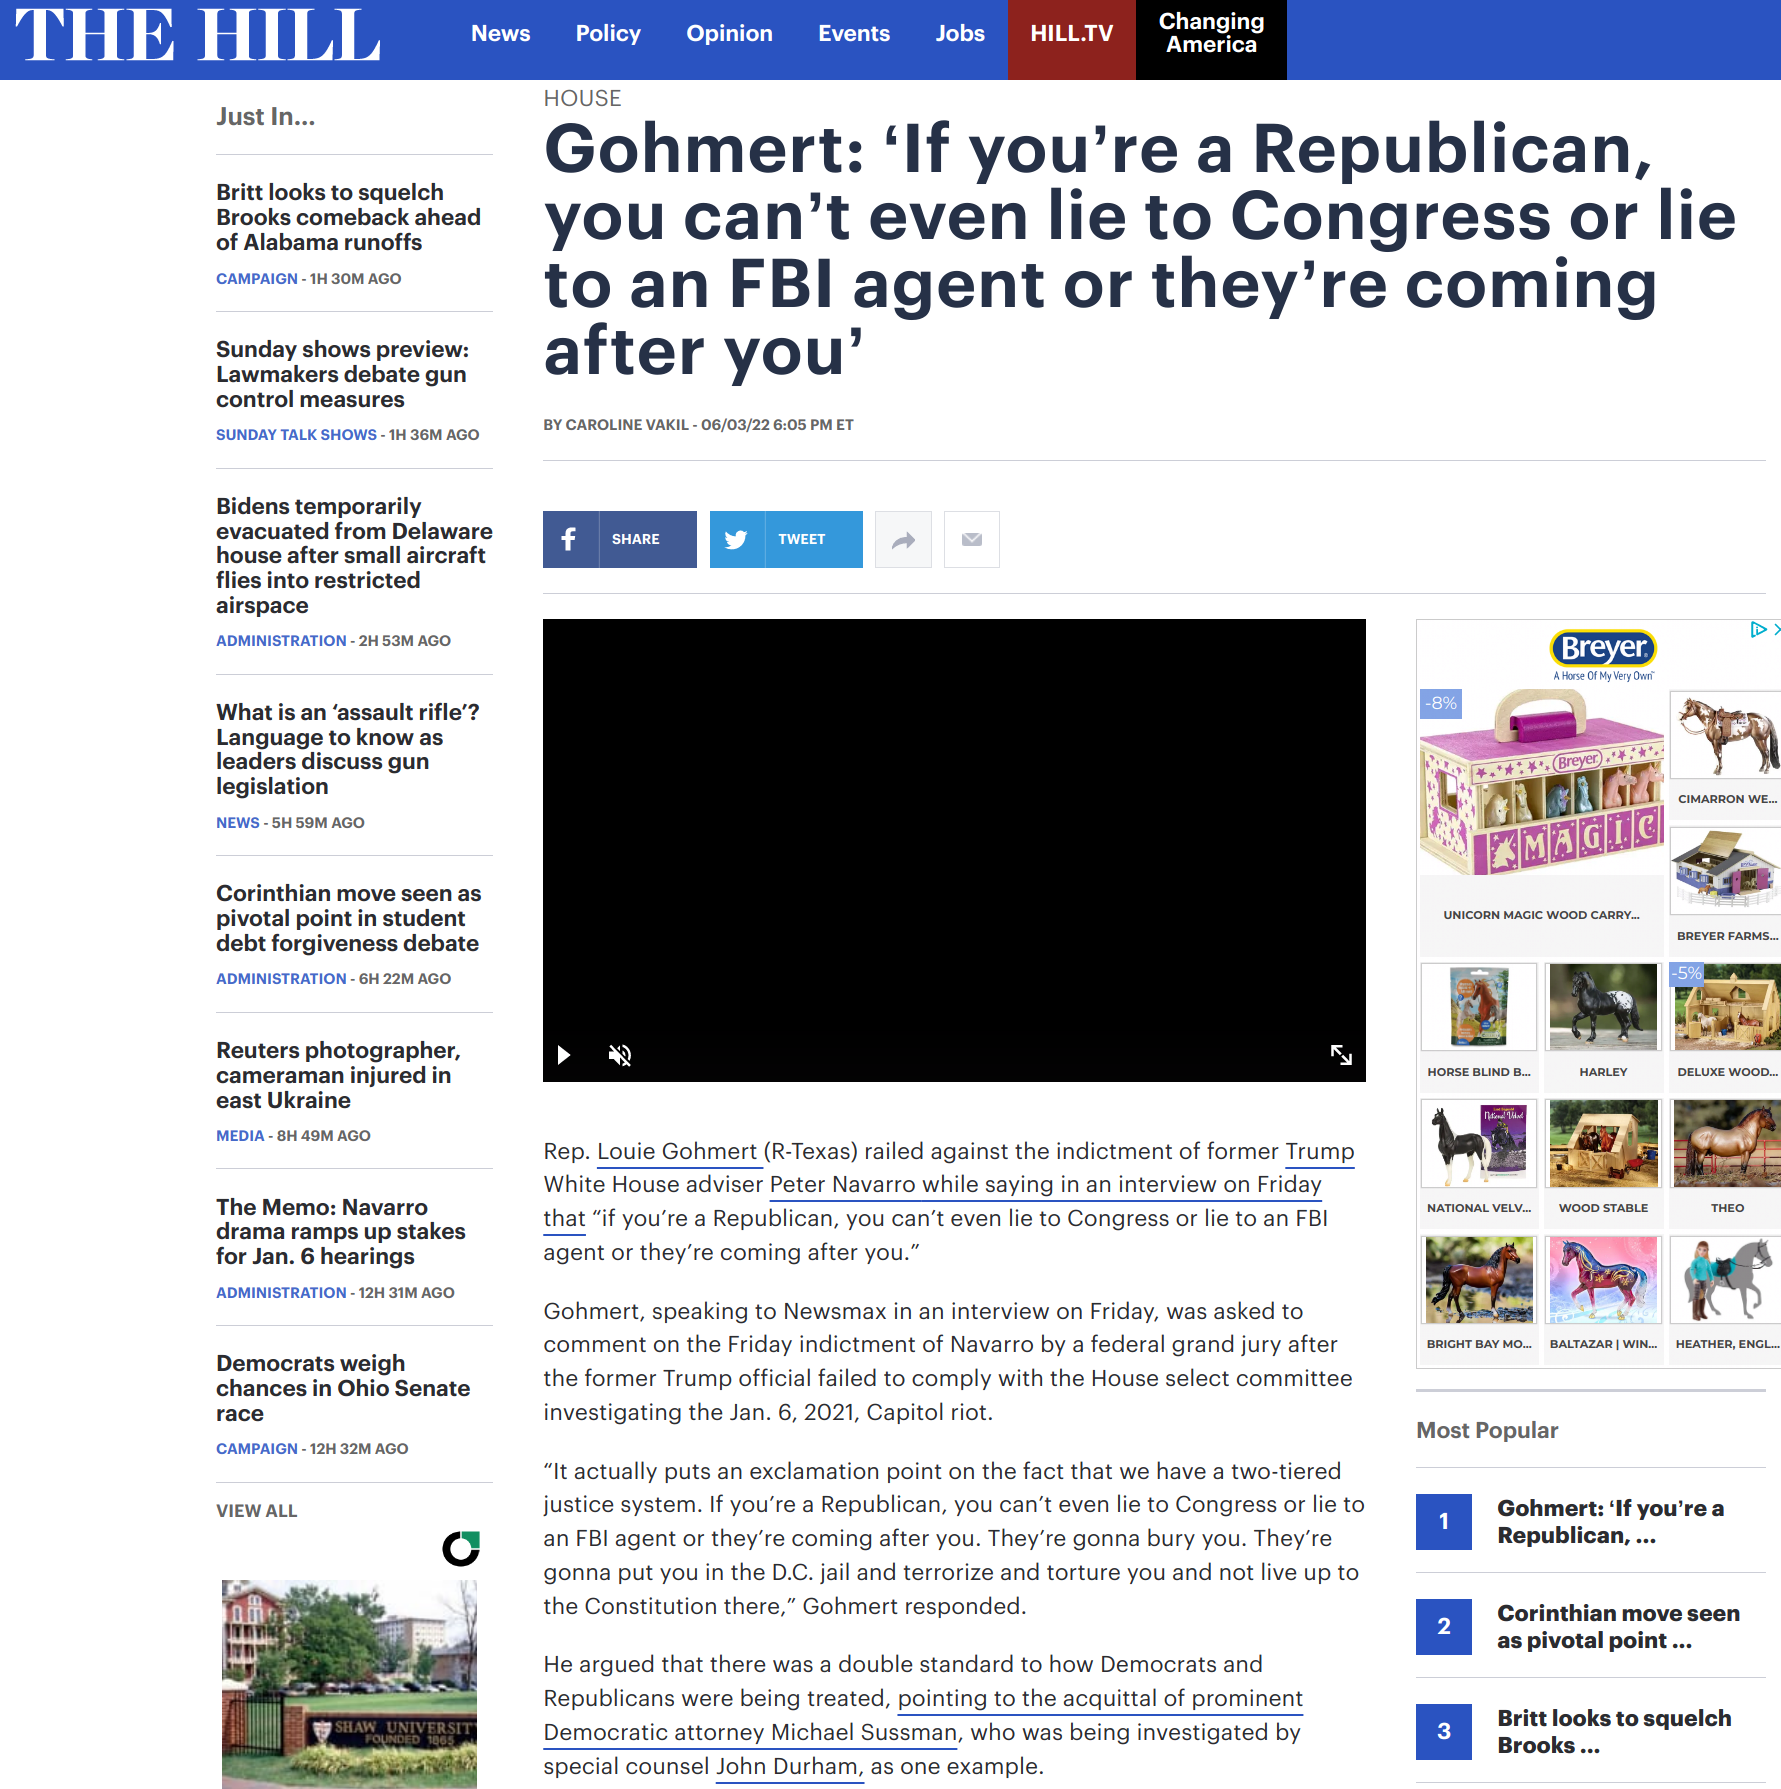 THE HILL
News Policy Opinion Events Jobs HILL.TV Changing
America
Just In...
Britt looks to squelch
Brooks comeback ahead
of Alabama runoffs
CAMPAIGN - 1H 30M AGO
Sunday shows preview:
Lawmakers debate gun
control measures
SUNDAY TALK SHOWS - 1H 36M AGO
Bidens temporarily
evacuated from Delaware
house after small aircraft
flies into restricted
airspace
ADMINISTRATION - 2H 53M AGO
What is an ‘assault rifle’?
Language to know as
leaders discuss gun
legislation
NEWS - 5H 59M AGO
Corinthian move seen as
pivotal point in student
debt forgiveness debate
ADMINISTRATION - 6H 22M AGO
Reuters photographer,
cameraman injured in
east Ukraine
MEDIA - 8H 49M AGO
The Memo: Navarro
drama ramps up stakes
for Jan. 6 hearings
ADMINISTRATION - 12H 31M AGO
Democrats weigh
chances in Ohio Senate
race
CAMPAIGN - 12H 32M AGO
VIEW ALL
SHAW UNIVERSIT
FOUNDED 1865
HOUSE
Gohmert: ‘If you’re a Republican,
you can’t even lie to Congress or lie
to an FBI agent or they’re coming
after you’
BY CAROLINE VAKIL - 06/03/22 6:05 PM ET
SHARE
TWEET
Rep. Louie Gohmert (R-Texas) railed against the indictment of former Trump
White House adviser Peter Navarro while saying in an interview on Friday
that “if you’re a Republican, you can’t even lie to Congress or lie to an FBI
agent or they’re coming after you.”
Gohmert, speaking to Newsmax in an interview on Friday, was asked to
comment on the Friday indictment of Navarro by a federal grand jury after
the former Trump official failed to comply with the House select committee
investigating the Jan. 6, 2021, Capitol riot.
“It actually puts an exclamation point on the fact that we have a two-tiered
justice system. If you’re a Republican, you can’t even lie to Congress or lie to
an FBI agent or they’re coming after you. They’re gonna bury you. They’re
gonna put you in the D.C. jail and terrorize and torture you and not live up to
the Constitution there,” Gohmert responded.
He argued that there was a double standard to how Democrats and
Republicans were being treated, pointing to the acquittal of prominent
Democratic attorney Michael Sussman, who was being investigated by
special counsel John Durham, as one example.
Breyer
A Horse Of My Very Own
-8%
Breyer
MAGIC
UNICORN MAGIC WOOD CARRY...
CIMARRON WE...
BREYER FARMS...
-5%
HORSE BLIND B...
HARLEY
DELUXE WOOD...
National Velvet
NATIONAL VELV...
WOOD STABLE
THEO
BRIGHT BAY MO...
BALTAZAR | WIN...
HEATHER, ENGL...
Most Popular
1
Gohmert: ‘If you’re a
Republican, ...
2
Corinthian move seen
as pivotal point ...
3
Britt looks to squelch
Brooks ...